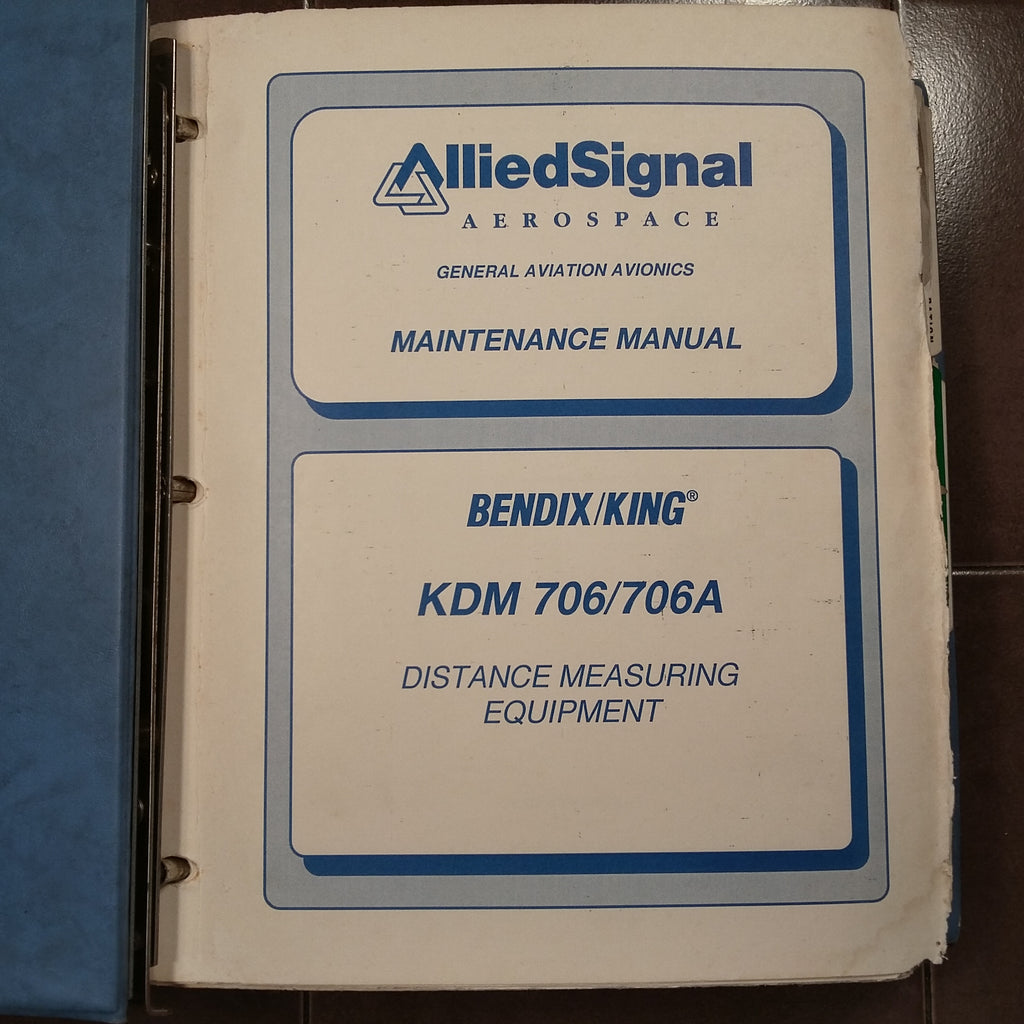 AlliedSignal
AEROSPACE
GENERAL AVIATION AVIONICS
MAINTENANCE MANUAL
BENDIX/KING®
KDM 706/706A
DISTANCE MEASURING
EQUIPMENT